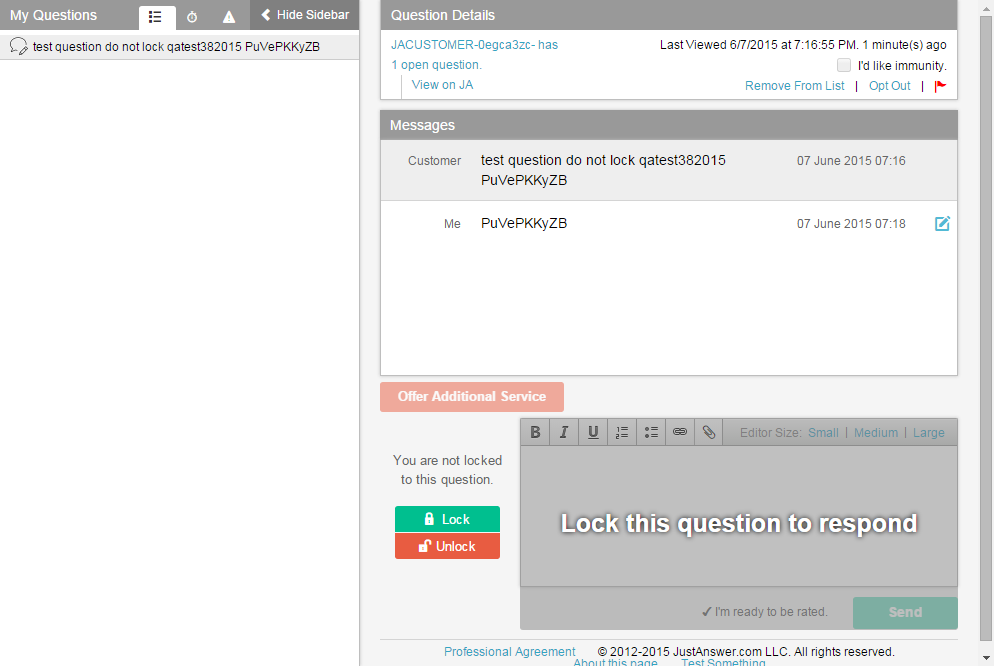 My Questions
Hide Sidebar
test question do not lock qatest382015 PuVePKKyZB
Question Details
JACUSTOMER-0egca3zc- has
1 open question.
View on JA
Last Viewed 6/7/2015 at 7:16:55 PM. 1 minute(s) ago
I'd like immunity.
Remove From List | Opt Out |
Messages
Customer test question do not lock qatest382015 07 June 2015 07:16
PuVePKKyZB
Me PuVePKKyZB 07 June 2015 07:18
Offer Additional Service
You are not locked
to this question.
Lock
Unlock
B I U Editor Size: Small | Medium | Large
Lock this question to respond
✔ I'm ready to be rated.
Send
Professional Agreement © 2012-2015 JustAnswer.com LLC. All rights reserved.
About this page Test Something